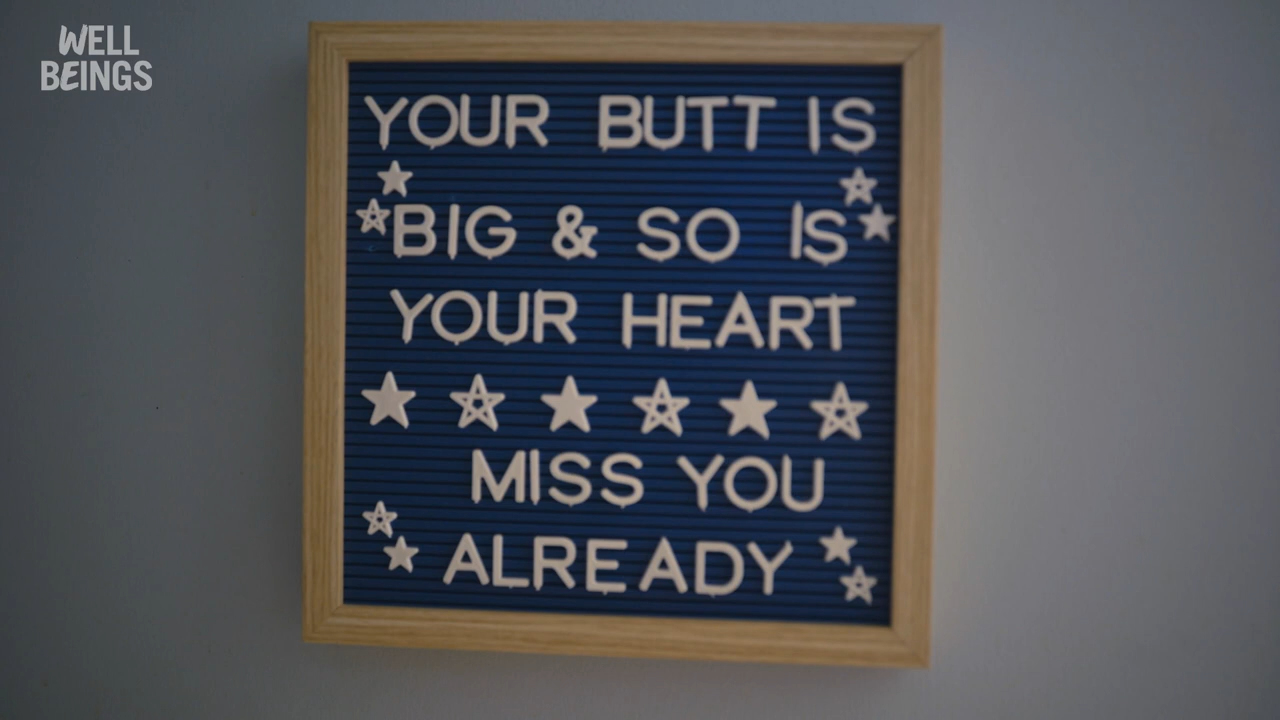 WELL
BEINGS
YOUR BUTT IS
BIG & SO IS
YOUR HEART
MISS YOU
ALREADY